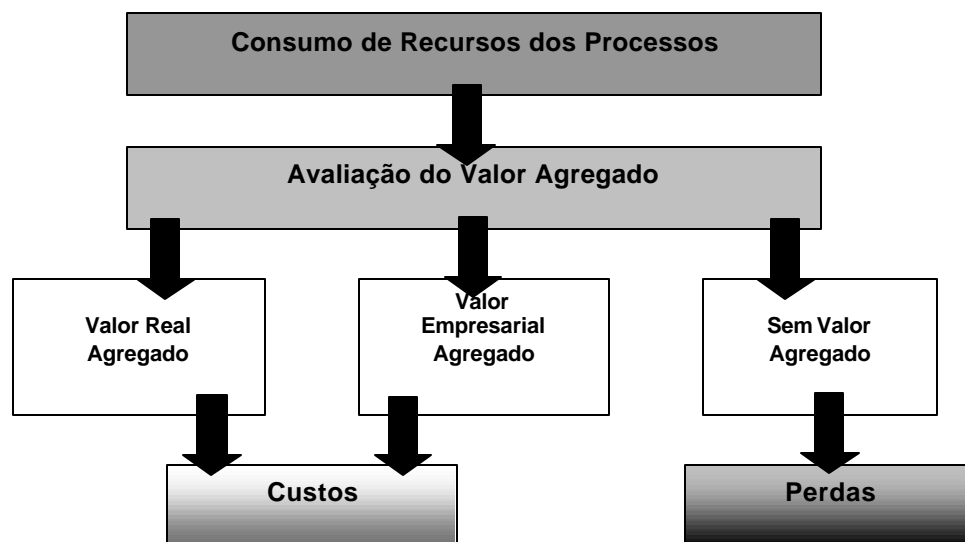 Consumo de Recursos dos Processos
Avaliação do Valor Agregado
Valor Real
Agregado
Valor
Empresarial
Agregado
Sem Valor
Agregado
Custos
Perdas